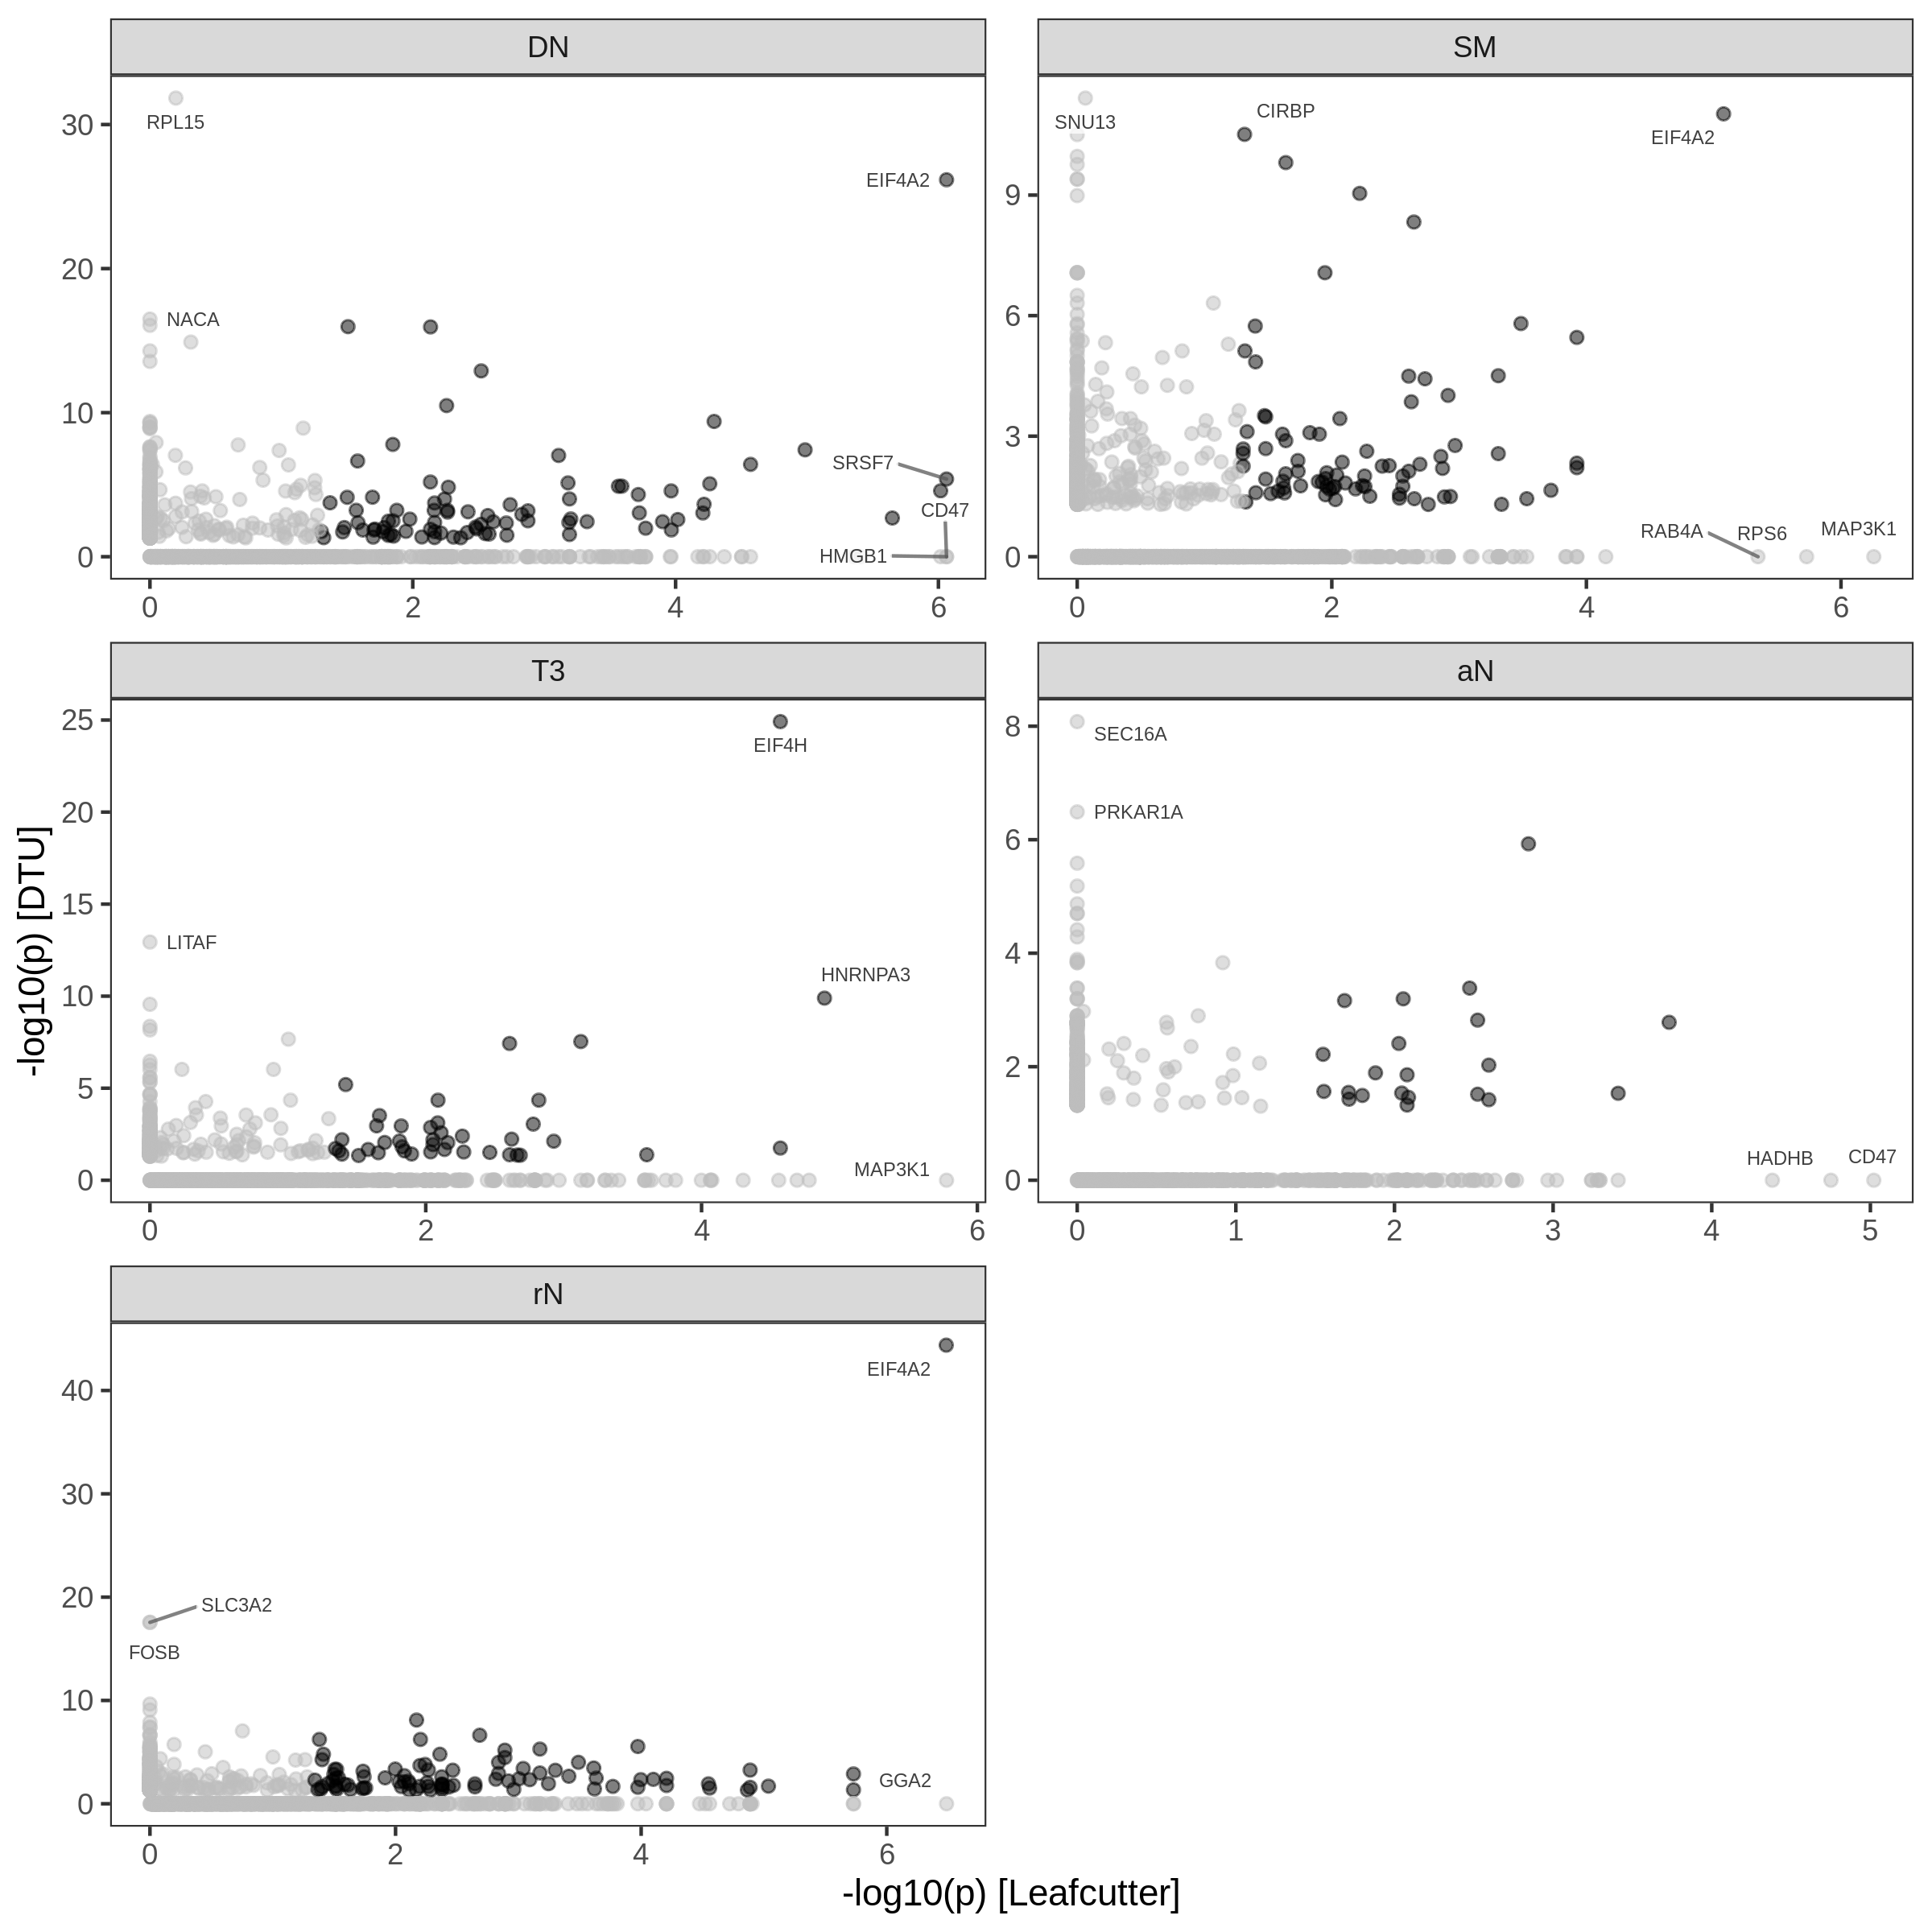 DN
SM
30
20
10
0
RPL15
EIF4A2
NACA
SRSF7
CD47
HMGB1
0
2
4
6
9
6
3
0
SNU13
CIRBP
EIF4A2
RAB4A
RPS6
MAP3K1
0
2
4
6
T3
aN
-log10(p) [DTU]
25
20
15
10
5
0
EIF4H
LITAF
HNRNPA3
MAP3K1
0
2
4
6
8
6
4
2
0
SEC16A
PRKAR1A
HADHB
CD47
0
1
2
3
4
5
rN
40
30
20
10
0
EIF4A2
SLC3A2
FOSB
GGA2
0
2
4
6
-log10(p) [Leafcutter]